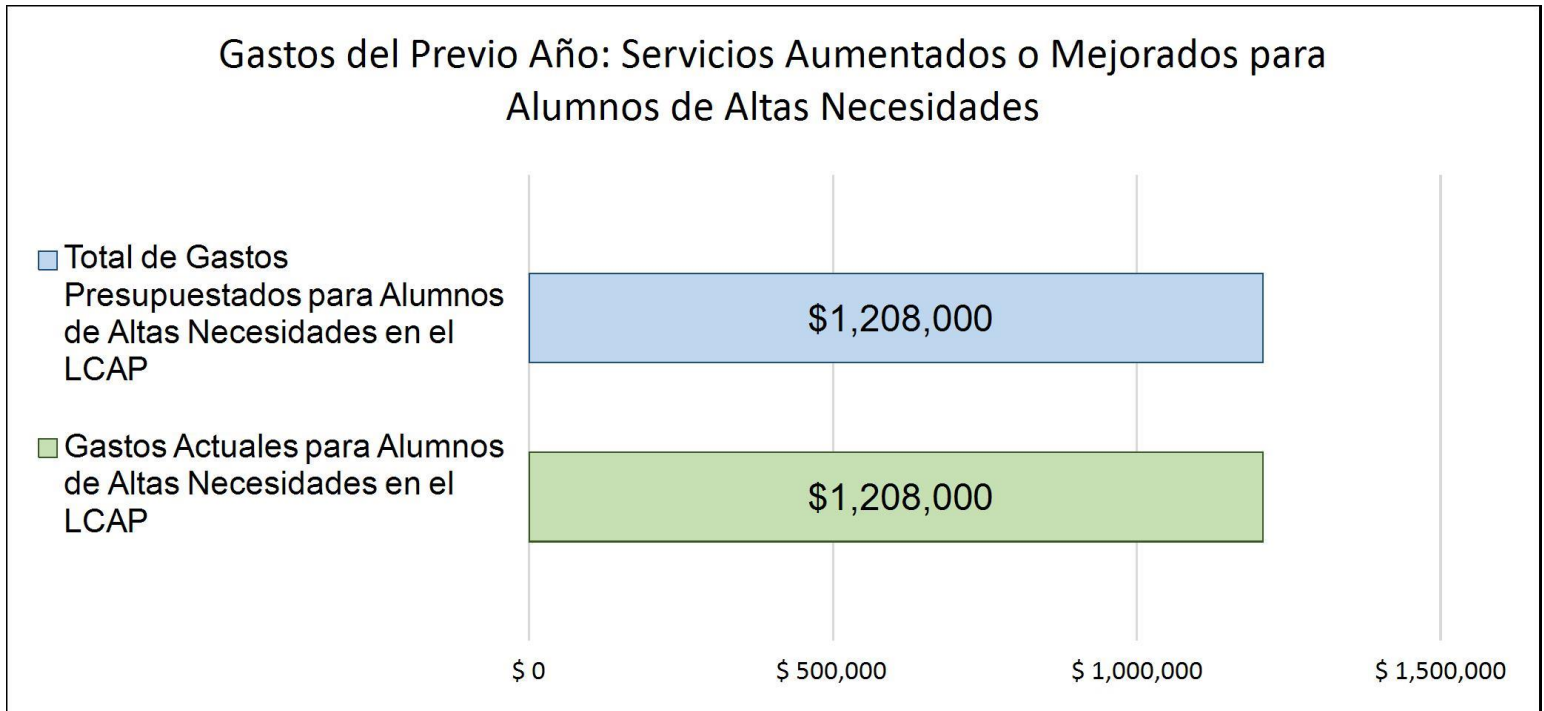 Gastos del Previo Año: Servicios Aumentados o Mejorados para
Alumnos de Altas Necesidades
Total de Gastos
Presupuestados para Alumnos
de Altas Necesidades en el
LCAP
$1,208,000
Gastos Actuales para Alumnos
de Altas Necesidades en el
LCAP
$1,208,000
$ 0
$ 500,000
$ 1,000,000
$ 1,500,000